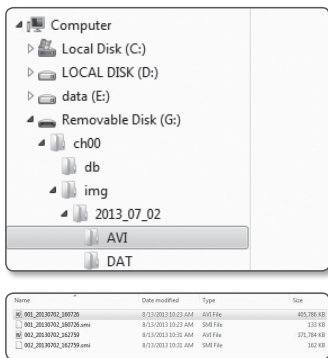 Computer
Local Disk (C:)
LOCAL DISK (D:)
data (E:)
Removable Disk (G:)
ch00
db
img
2013_07_02
AVI
DAT
Name Date modified Type Size
001_20130702_160726 8/13/2013 10:23 AM AVI File 405,786 KB
001_20130702_160726.smi 8/13/2013 10:23 AM SMI File 133 KB
002_20130702_162759 8/13/2013 10:31 AM AVI File 371,784 KB
002_20130702_162759.smi 8/13/2013 10:31 AM SMI File 162 KB